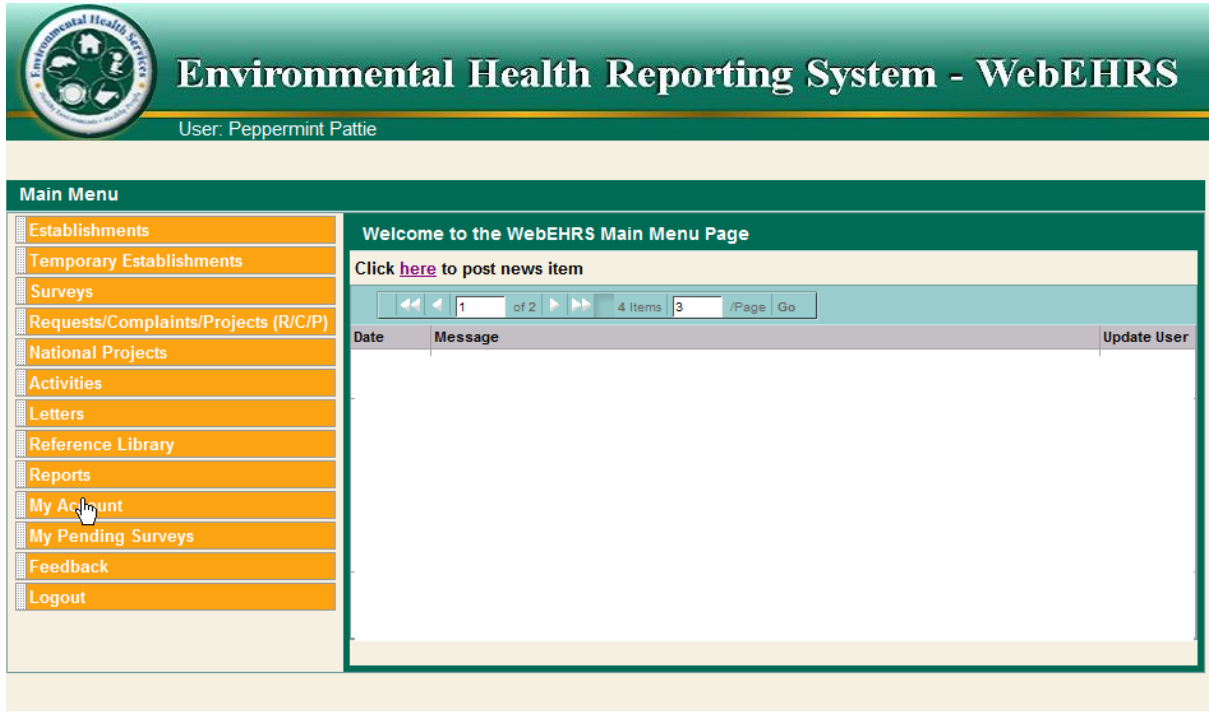 Environmental Health Services
Environmental Health Reporting System - WebEHRS
User: Peppermint Pattie
Main Menu
Establishments
Temporary Establishments
Surveys
Requests/Complaints/Projects (R/C/P)
National Projects
Activities
Letters
Reference Library
Reports
My Account
My Pending Surveys
Feedback
Logout
Welcome to the WebEHRS Main Menu Page
Click here to post news item
1 of 2 4 Items 3 /Page Go
Date Message Update User